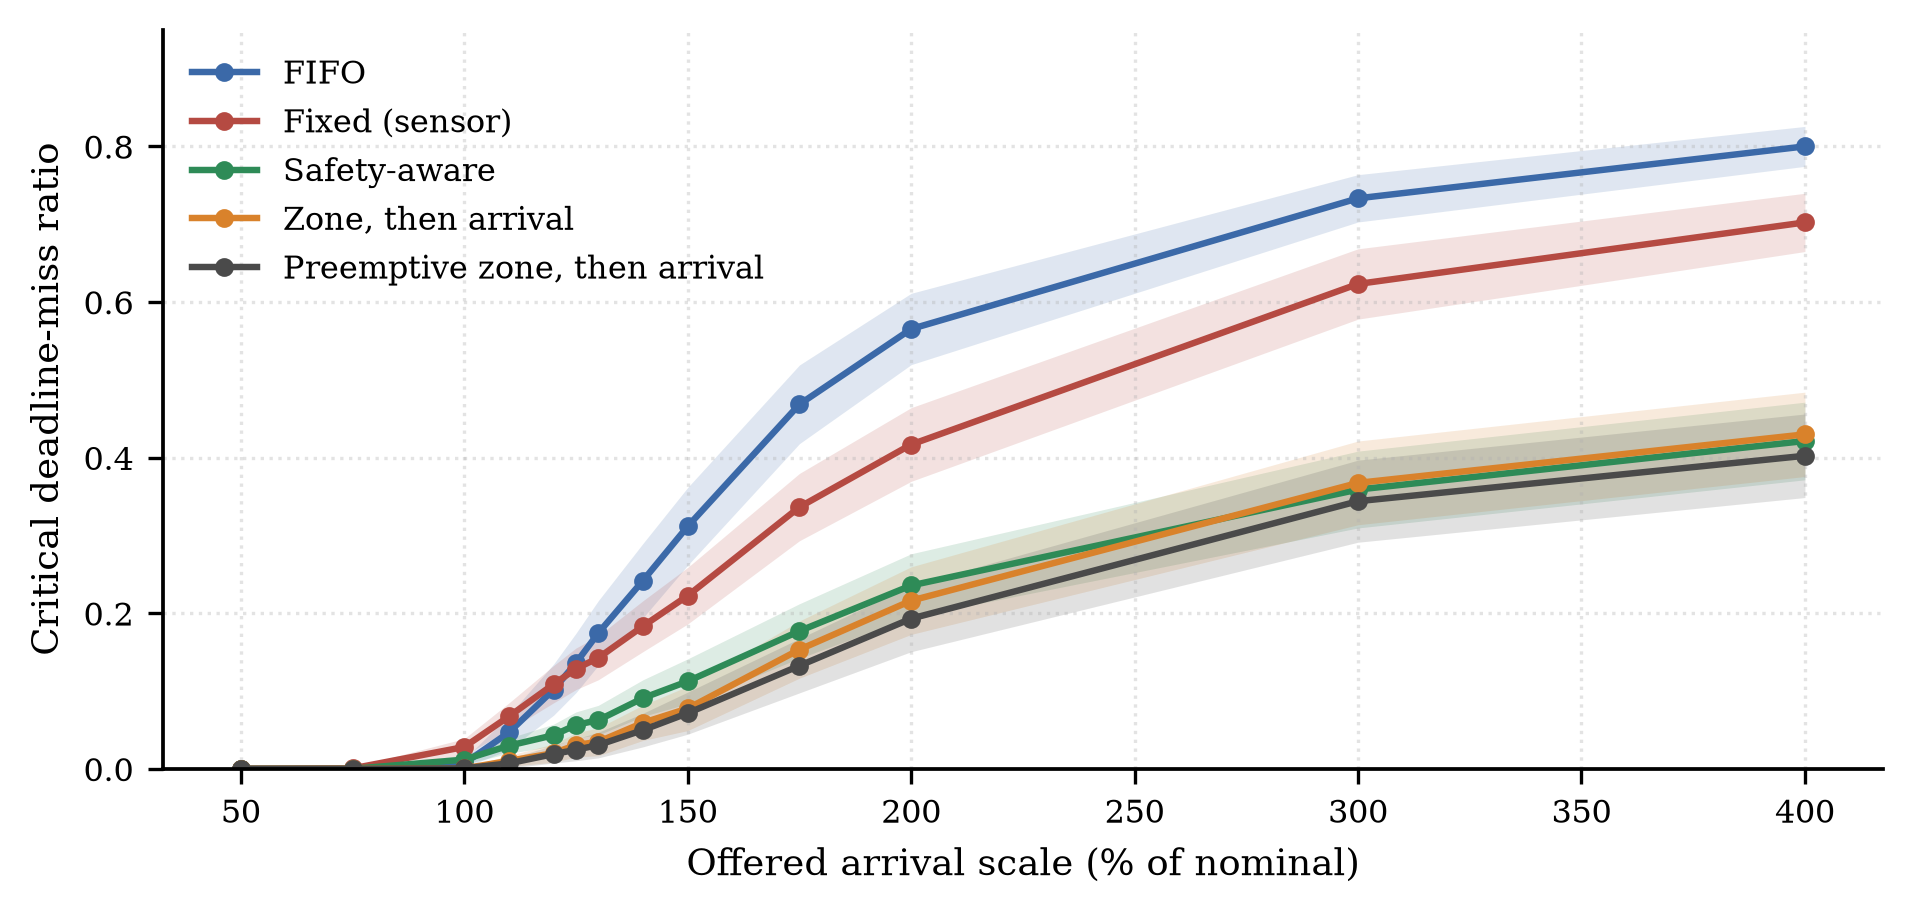 FIFO
Fixed (sensor)
Safety-aware
Zone, then arrival
Preemptive zone, then arrival
Critical deadline-miss ratio
0.8
0.6
0.4
0.2
0.0
50 100 150 200 250 300 350 400
Offered arrival scale (% of nominal)